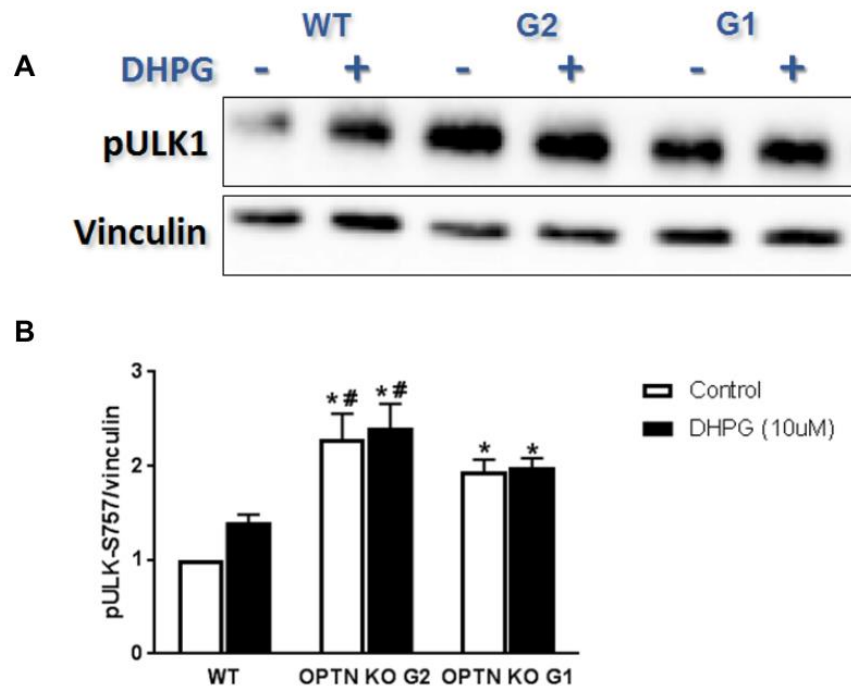 A
WT G2 G1
DHPG - + - + - +
pULK1
Vinculin
B
pULK-S757/vinculin
3
2
1
0
*# *# * *
WT OPTN KO G2 OPTN KO G1
Control
DHPG (10uM)